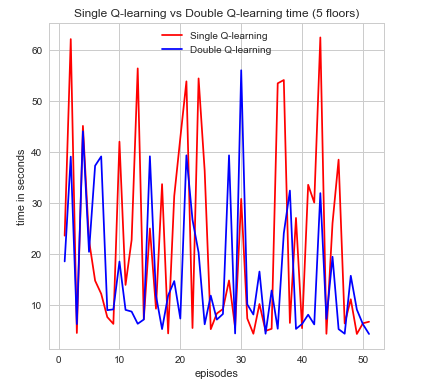 Single Q-learning vs Double Q-learning time (5 floors)
Single Q-learning
Double Q-learning
time in seconds
60
50
40
30
20
10
0
10
20
30
40
50
episodes